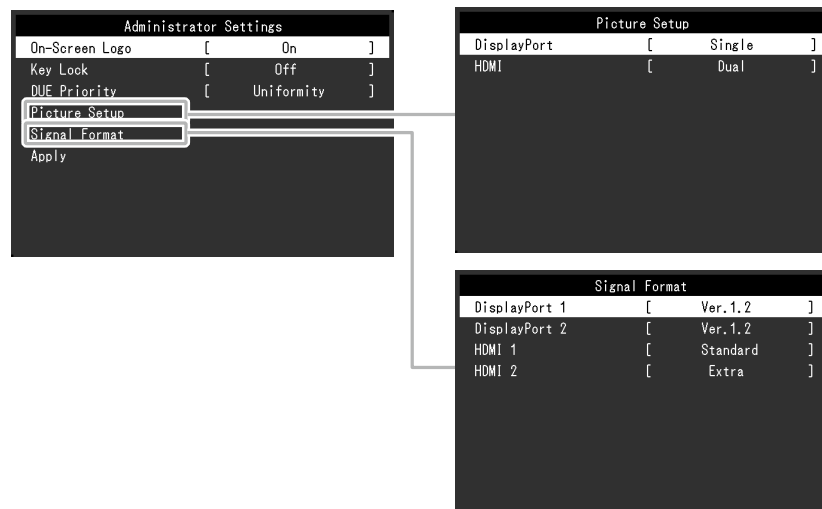 Administrator Settings
On-Screen Logo [ On ]
Key Lock [ Off ]
DUE Priority [ Uniformity ]
Picture Setup
Signal Format
Apply
Picture Setup
DisplayPort [ Single ]
HDMI [ Dual ]
Signal Format
DisplayPort 1 [ Ver.1.2 ]
DisplayPort 2 [ Ver.1.2 ]
HDMI 1 [ Standard ]
HDMI 2 [ Extra ]